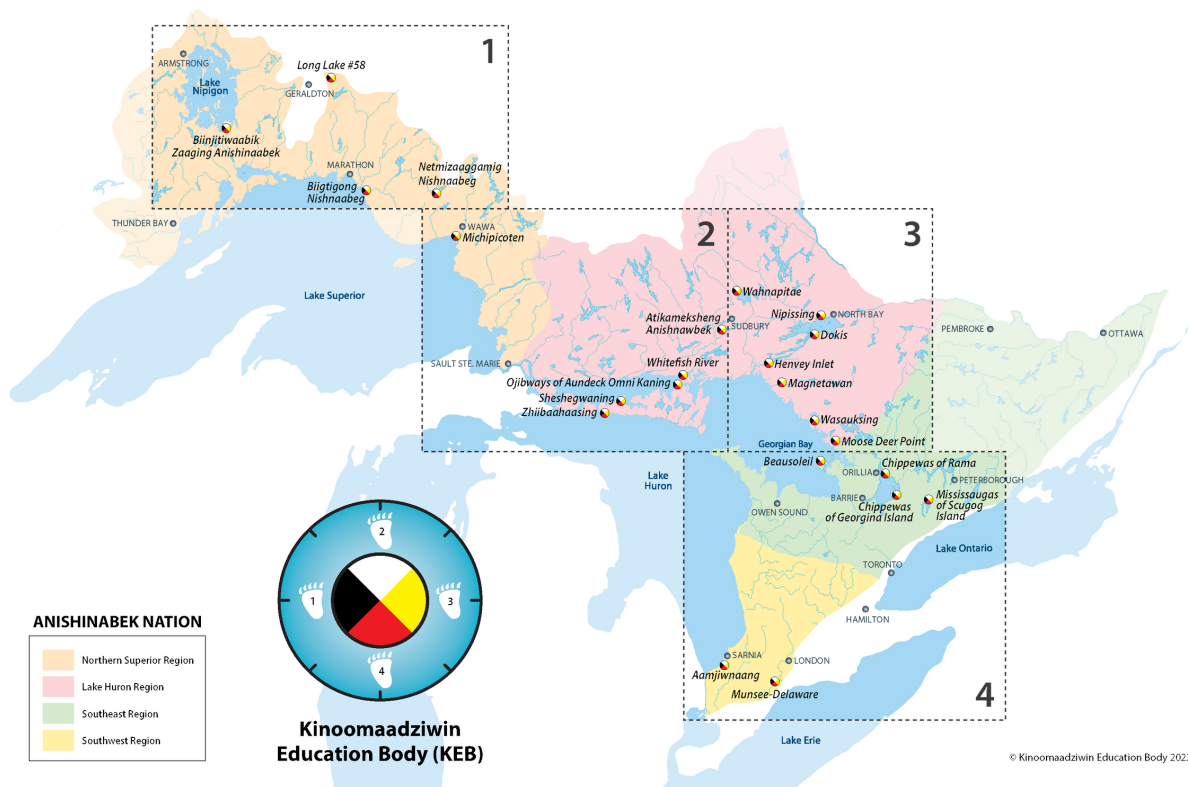 1
ARMSTRONG
Lake
Nipigon
Long Lake #58
GERALDTON
Biinjitiwaabik
Zaaging Anishinaabek
MARATHON
Biigtigong
Nishnaabeg
Netmizaaggamig
Nishnaabeg
THUNDER BAY
WAWA
Michipicoten
2
3
Lake Superior
Wahnapitae
Atikameksheng
Anishnawbek
SUDBURY
Nipissing
NORTH BAY
Dokis
PEMBROKE
OTTAWA
SAULT STE. MARIE
Whitefish River
Ojibways of Aundeck Omni Kaning
Sheshegwaning
Zhiibaahaasing
Henvey Inlet
Magnetawan
Wasauksing
Georgian Bay
Moose Deer Point
Beausoleil
Chippewas of Rama
ORILLIA
PETERBOROUGH
Lake
Huron
OWEN SOUND
BARRIE
Chippewas
of Georgina Island
Mississaugas
of Scugog
Island
Lake Ontario
TORONTO
HAMILTON
SARNIA
LONDON
Aamjiwnaang
Munsee-Delaware
4
Lake Erie
2
1
3
4
Kinoomaadziwin
Education Body (KEB)
ANISHINABEK NATION
Northern Superior Region
Lake Huron Region
Southeast Region
Southwest Region
© Kinoomaadziwin Education Body 2022